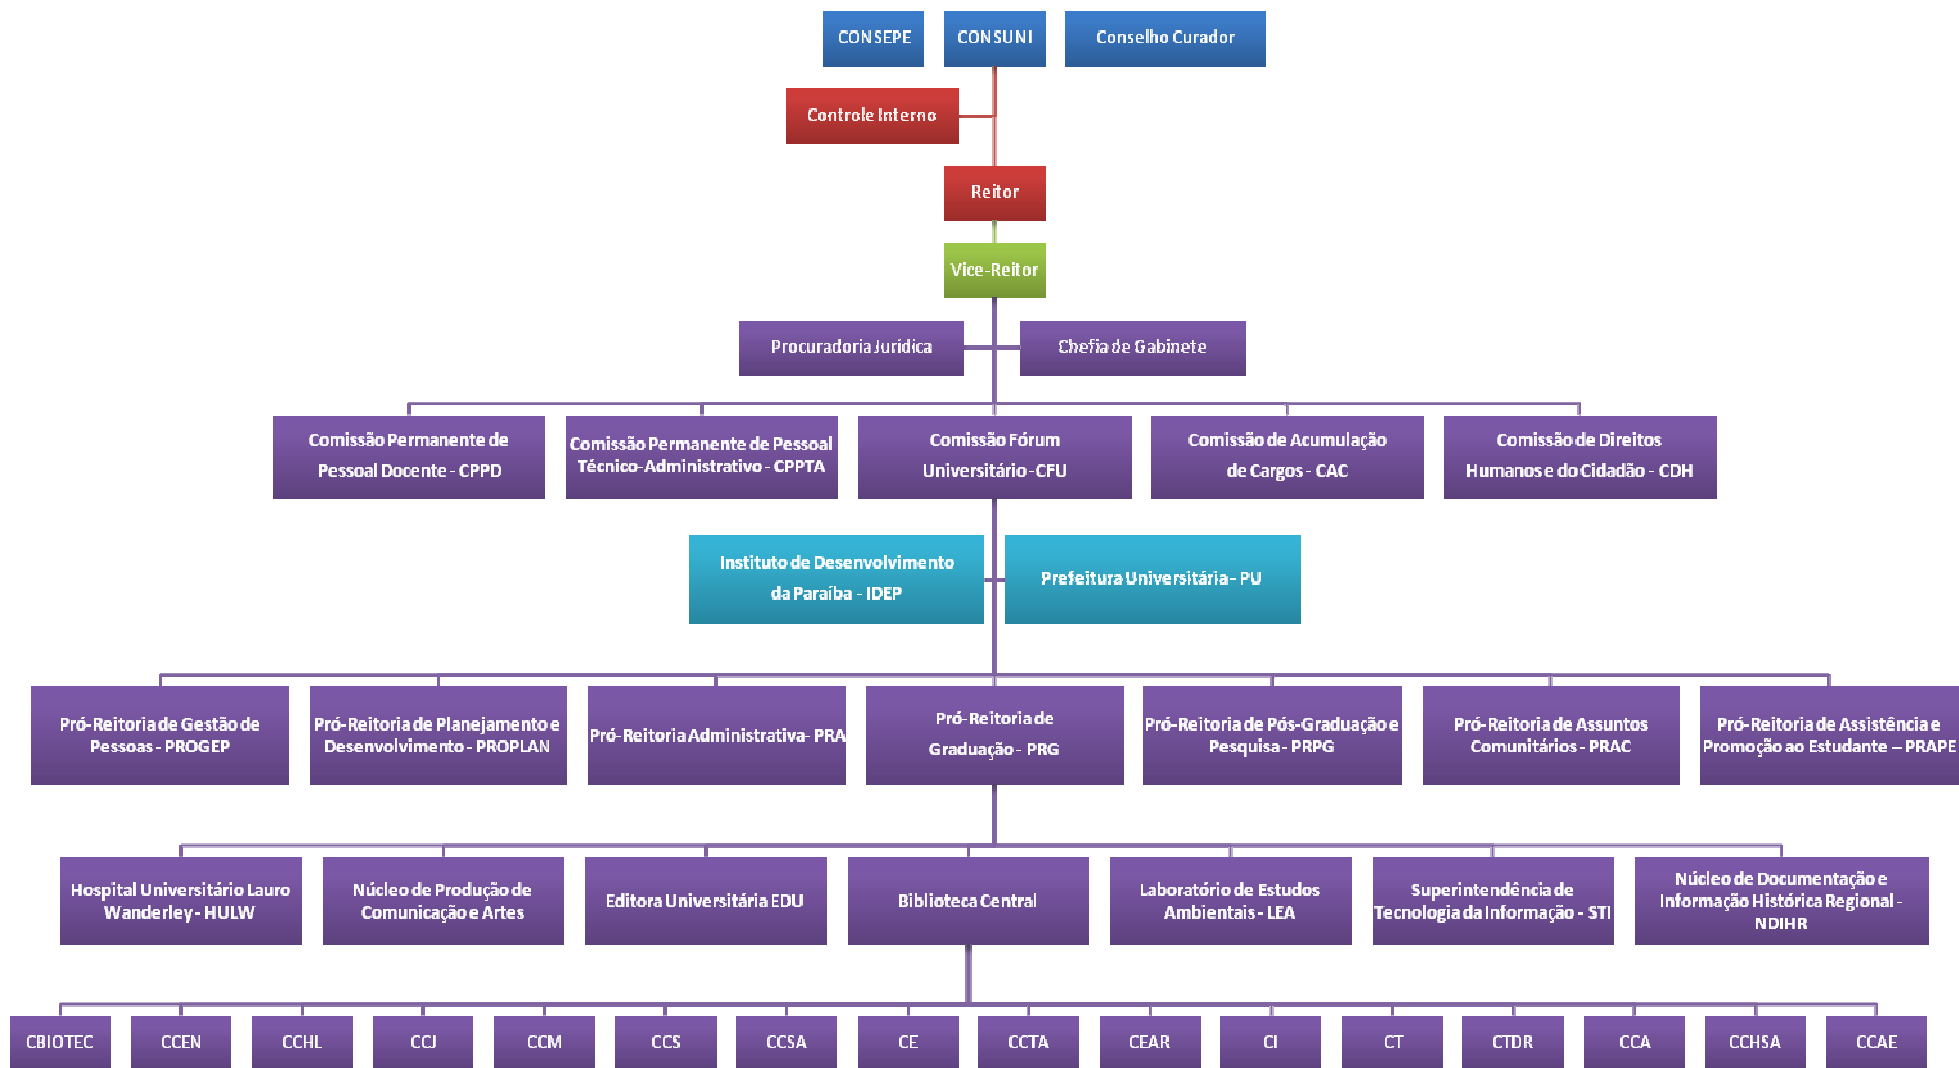 CONSEPE
CONSUNI
Conselho Curador
Controle Interno
Reitor
Vice-Reitor
Procuradoria Jurídica
Chefia de Gabinete
Comissão Permanente de
Pessoal Docente - CPPD
Comissão Permanente de Pessoal
Técnico-Administrativo - CPPTA
Comissão Fórum
Universitário -CFU
Comissão de Acumulação
de Cargos - CAC
Comissão de Direitos
Humanos e do Cidadão - CDH
Instituto de Desenvolvimento
da Paraíba - IDEP
Prefeitura Universitária - PU
Pró-Reitoria de Gestão de
Pessoas - PROGEP
Pró-Reitoria de Planejamento e
Desenvolvimento - PROPLAN
Pró-Reitoria Administrativa- PRA
Pró-Reitoria de
Graduação - PRG
Pró-Reitoria de Pós-Graduação e
Pesquisa - PRPG
Pró-Reitoria de Assuntos
Comunitários - PRAC
Pró-Reitoria de Assistência e
Promoção ao Estudante – PRAPE
Hospital Universitário Lauro
Wanderley - HULW
Núcleo de Produção de
Comunicação e Artes
Editora Universitária EDU
Biblioteca Central
Laboratório de Estudos
Ambientais - LEA
Superintendência de
Tecnologia da Informação - STI
Núcleo de Documentação e
Informação Histórica Regional -
NDIHR
CBIOTEC
CCEN
CCHL
CCJ
CCM
CCS
CCSA
CE
CCTA
CEAR
CI
CT
CTDR
CCA
CCHSA
CCAE